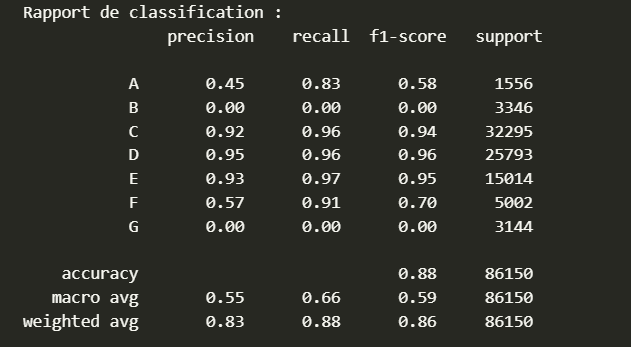 Rapport de classification :
precision recall f1-score support
A 0.45 0.83 0.58 1556
B 0.00 0.00 0.00 3346
C 0.92 0.96 0.94 32295
D 0.95 0.96 0.96 25793
E 0.93 0.97 0.95 15014
F 0.57 0.91 0.70 5002
G 0.00 0.00 0.00 3144
accuracy 0.88 86150
macro avg 0.55 0.66 0.59 86150
weighted avg 0.83 0.88 0.86 86150